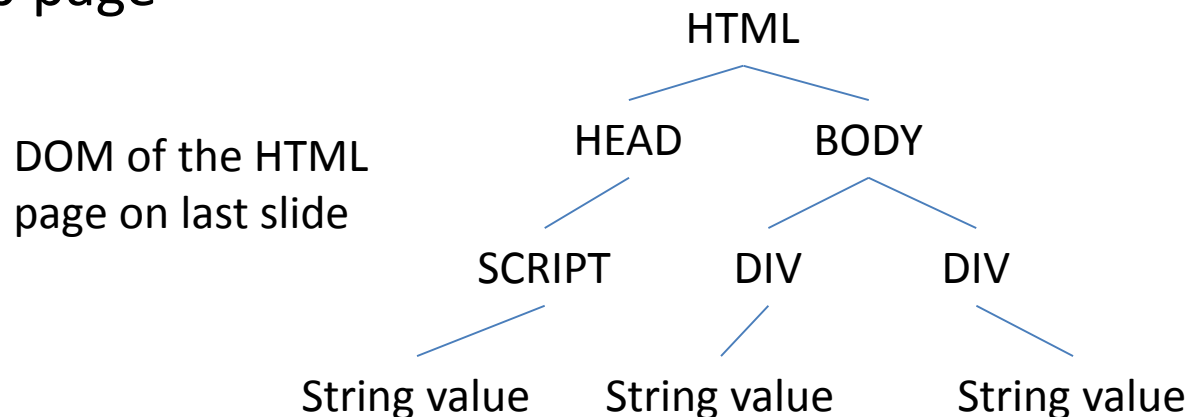 page
HTML
HEAD BODY
DOM of the HTML
page on last slide
SCRIPT DIV DIV
String value String value String value